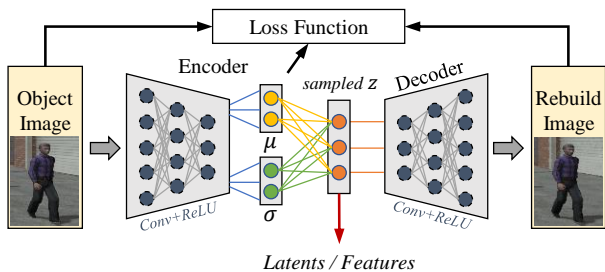 Loss Function
Encoder
sampled z
Decoder
Object
Image
Rebuild
Image
μ
σ
Conv+ReLU
Conv+ReLU
Latents / Features